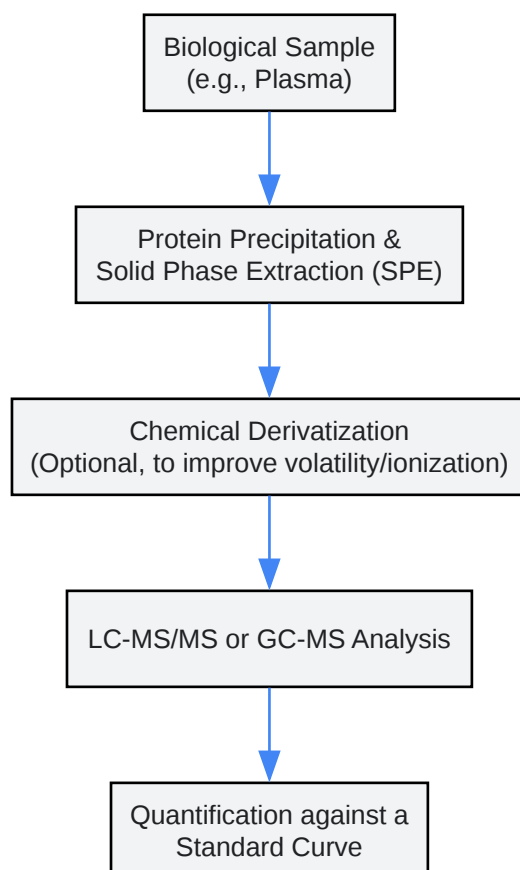 Biological Sample
(e.g., Plasma)
Protein Precipitation &
Solid Phase Extraction (SPE)
Chemical Derivatization
(Optional, to improve volatility/ionization)
LC-MS/MS or GC-MS Analysis
Quantification against a
Standard Curve